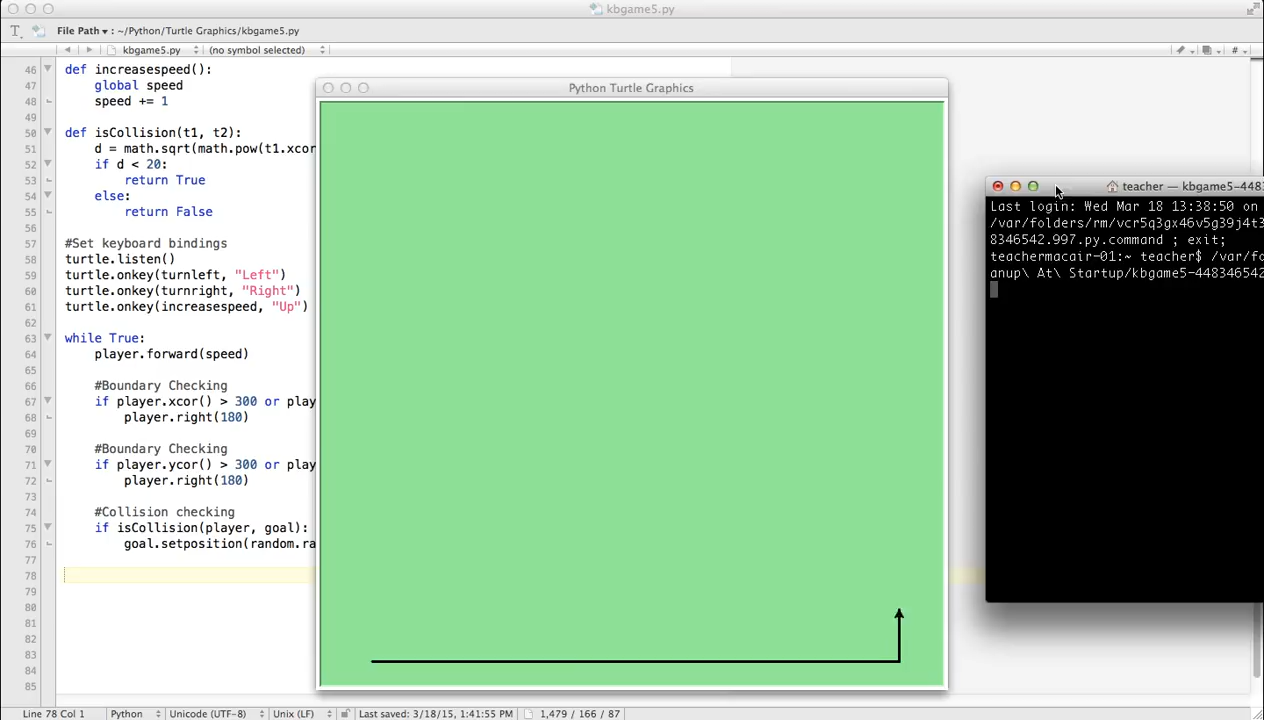 kbgame5.py
File Path ▾ : ~/Python/Turtle Graphics/kbgame5.py
kbgame5.py (no symbol selected) #
46 def increasespeed():
47 global speed
48 speed += 1
49
50 def isCollision(t1, t2):
51 d = math.sqrt(math.pow(t1.xcor
52 if d < 20:
53 return True
54 else:
55 return False
56
57 #Set keyboard bindings
58 turtle.listen()
59 turtle.onkey(turnleft, "Left")
60 turtle.onkey(turnright, "Right")
61 turtle.onkey(increasespeed, "Up")
62
63 while True:
64 player.forward(speed)
65
66 #Boundary Checking
67 if player.xcor() > 300 or play
68 player.right(180)
69
70 #Boundary Checking
71 if player.ycor() > 300 or play
72 player.right(180)
73
74 #Collision checking
75 if isCollision(player, goal):
76 goal.setposition(random.ra
77
78
79
80
81
82
83
84
85
Python Turtle Graphics
teacher — kbgame5-448
Last login: Wed Mar 18 13:38:50 on
/var/folders/rm/vcr5q3gx46v5g39j4t3
8346542.997.py.command ; exit;
teachermacair-01:~ teacher$ /var/fo
anup\ At\ Startup/kbgame5-448346542
Line 78 Col 1 Python Unicode (UTF-8) Unix (LF) Last saved: 3/18/15, 1:41:55 PM 1,479 / 166 / 87